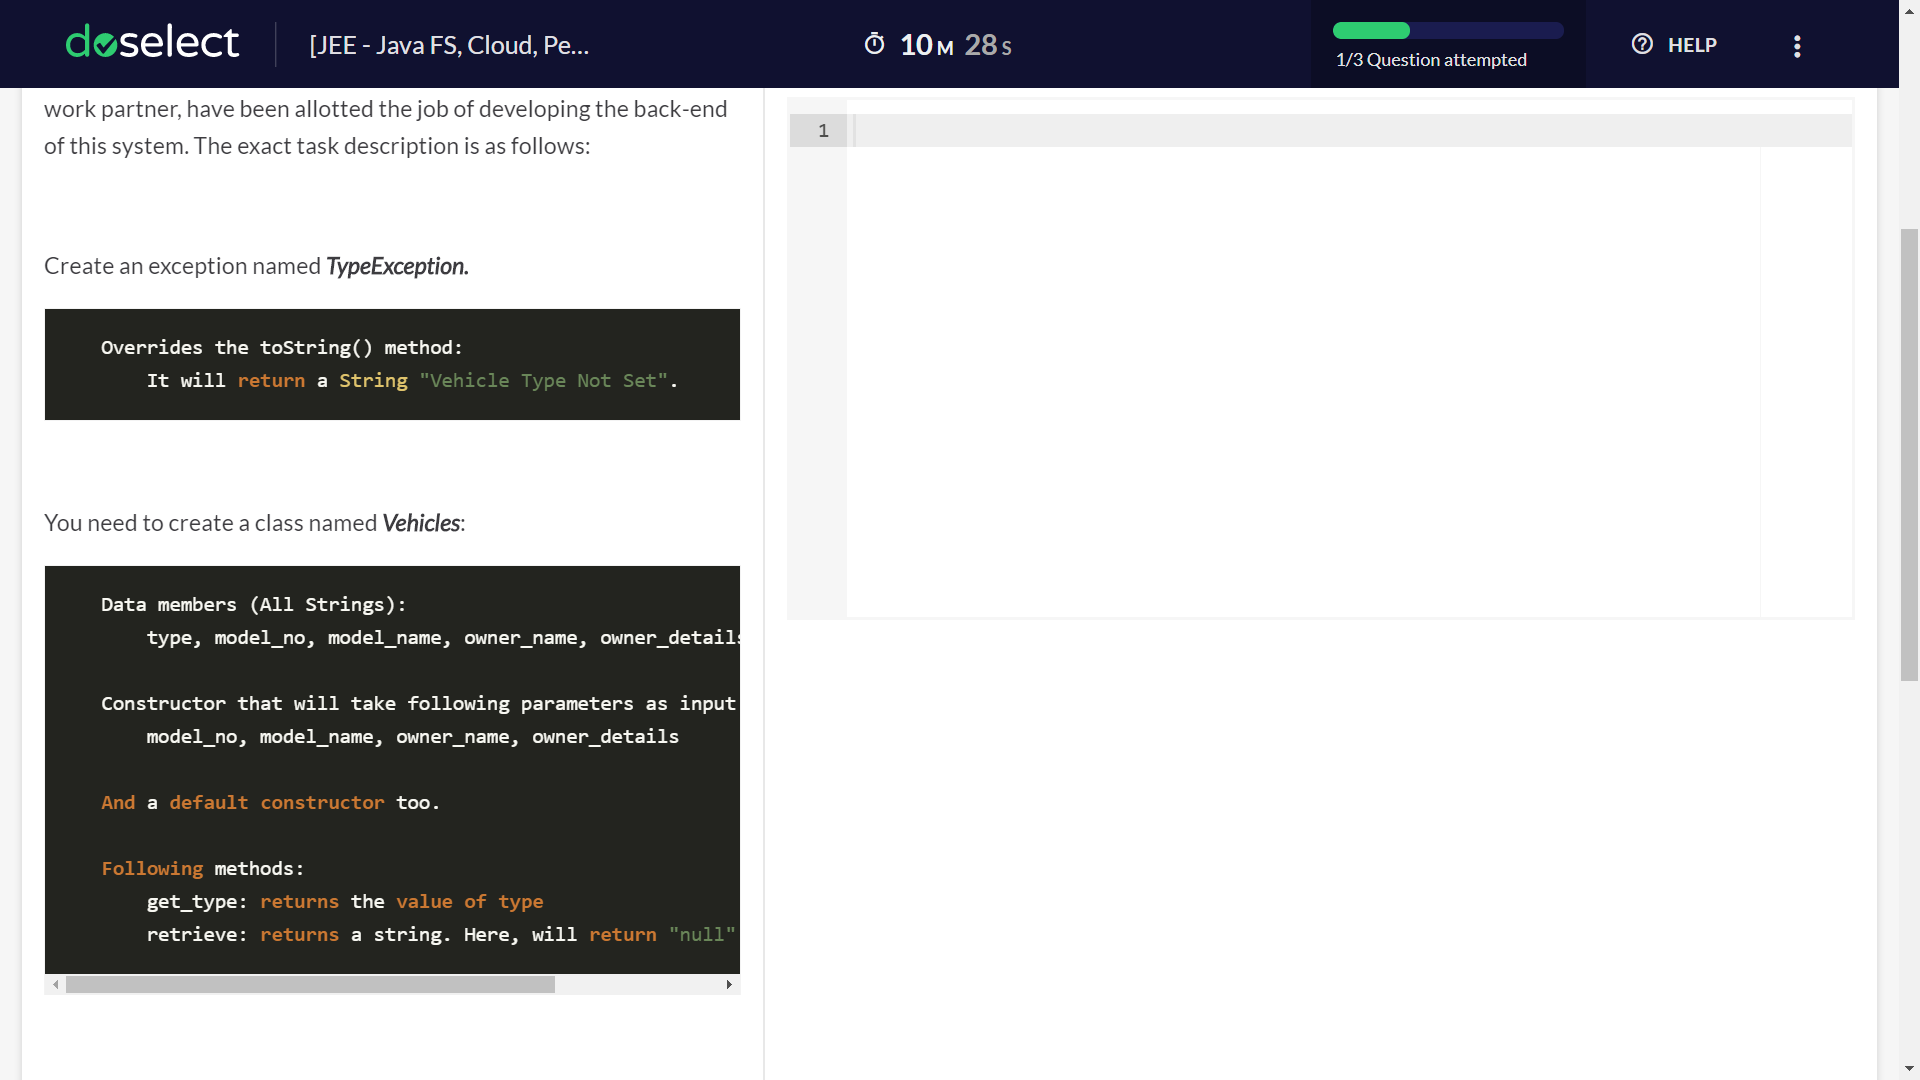 doselect
[JEE - Java FS, Cloud, Pe...
10 M 28 S
1/3 Question attempted
HELP
work partner, have been allotted the job of developing the back-end
of this system. The exact task description is as follows:
Create an exception named TypeException.
Overrides the toString() method:
It will return a String "Vehicle Type Not Set".
You need to create a class named Vehicles:
Data members (All Strings):
type, model_no, model_name, owner_name, owner_details
Constructor that will take following parameters as input
model_no, model_name, owner_name, owner_details
And a default constructor too.
Following methods:
get_type: returns the value of type
retrieve: returns a string. Here, will return "null"
1